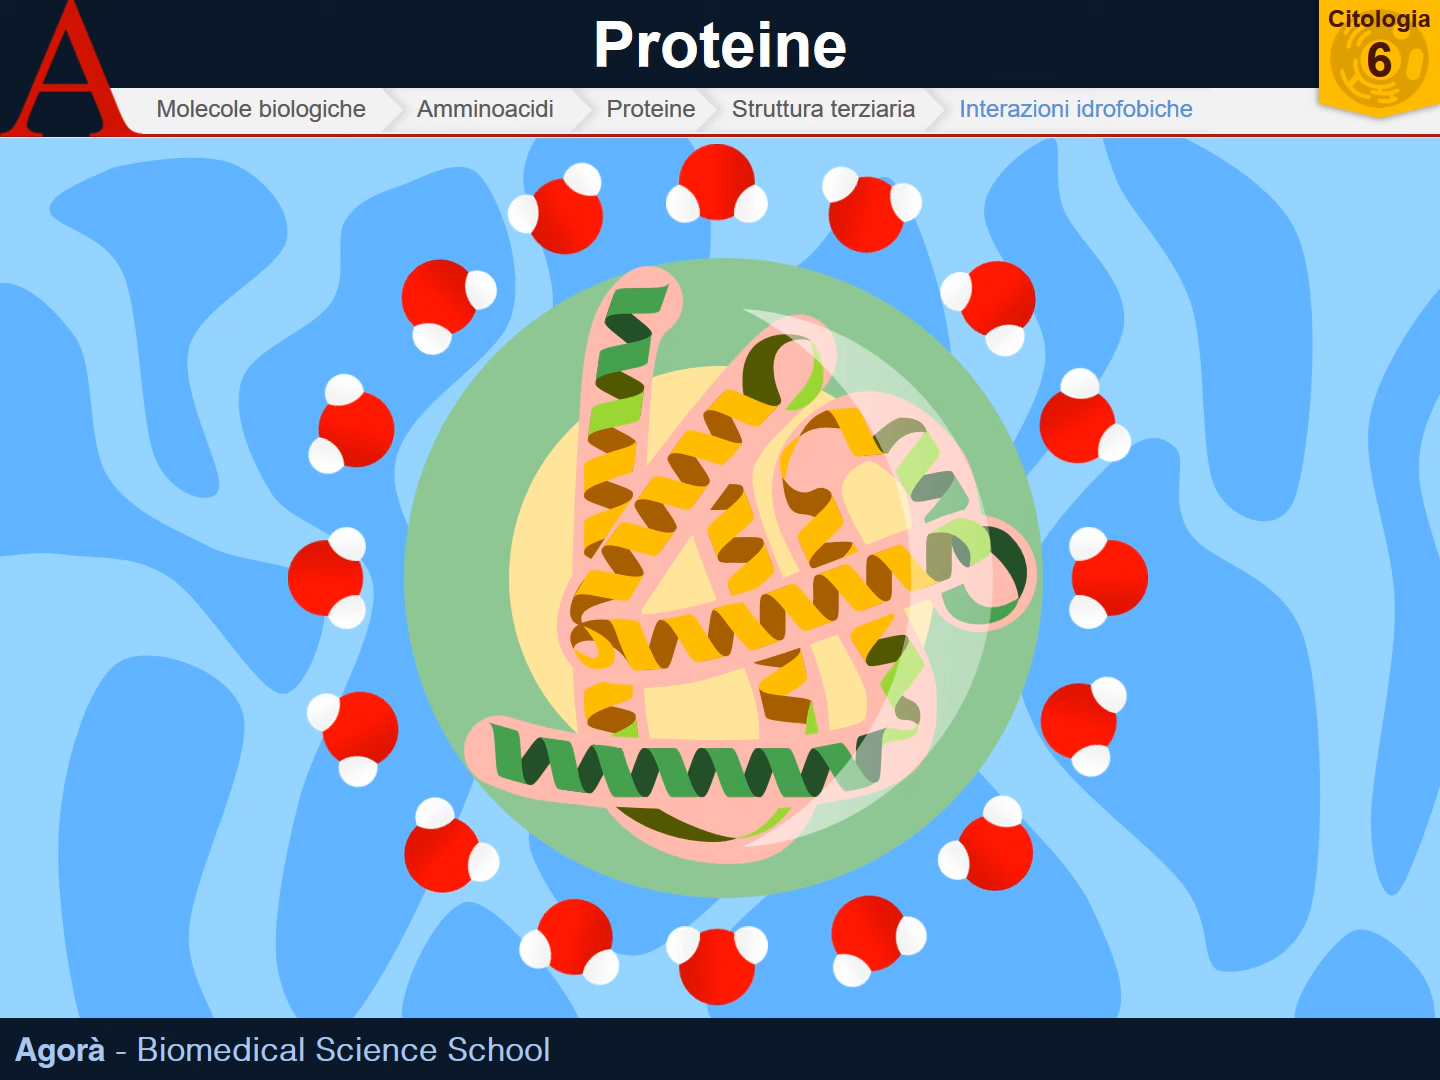 A
Proteine
Citologia
6
Molecole biologiche
Amminoacidi
Proteine
Struttura terziaria
Interazioni idrofobiche
Agorà - Biomedical Science School